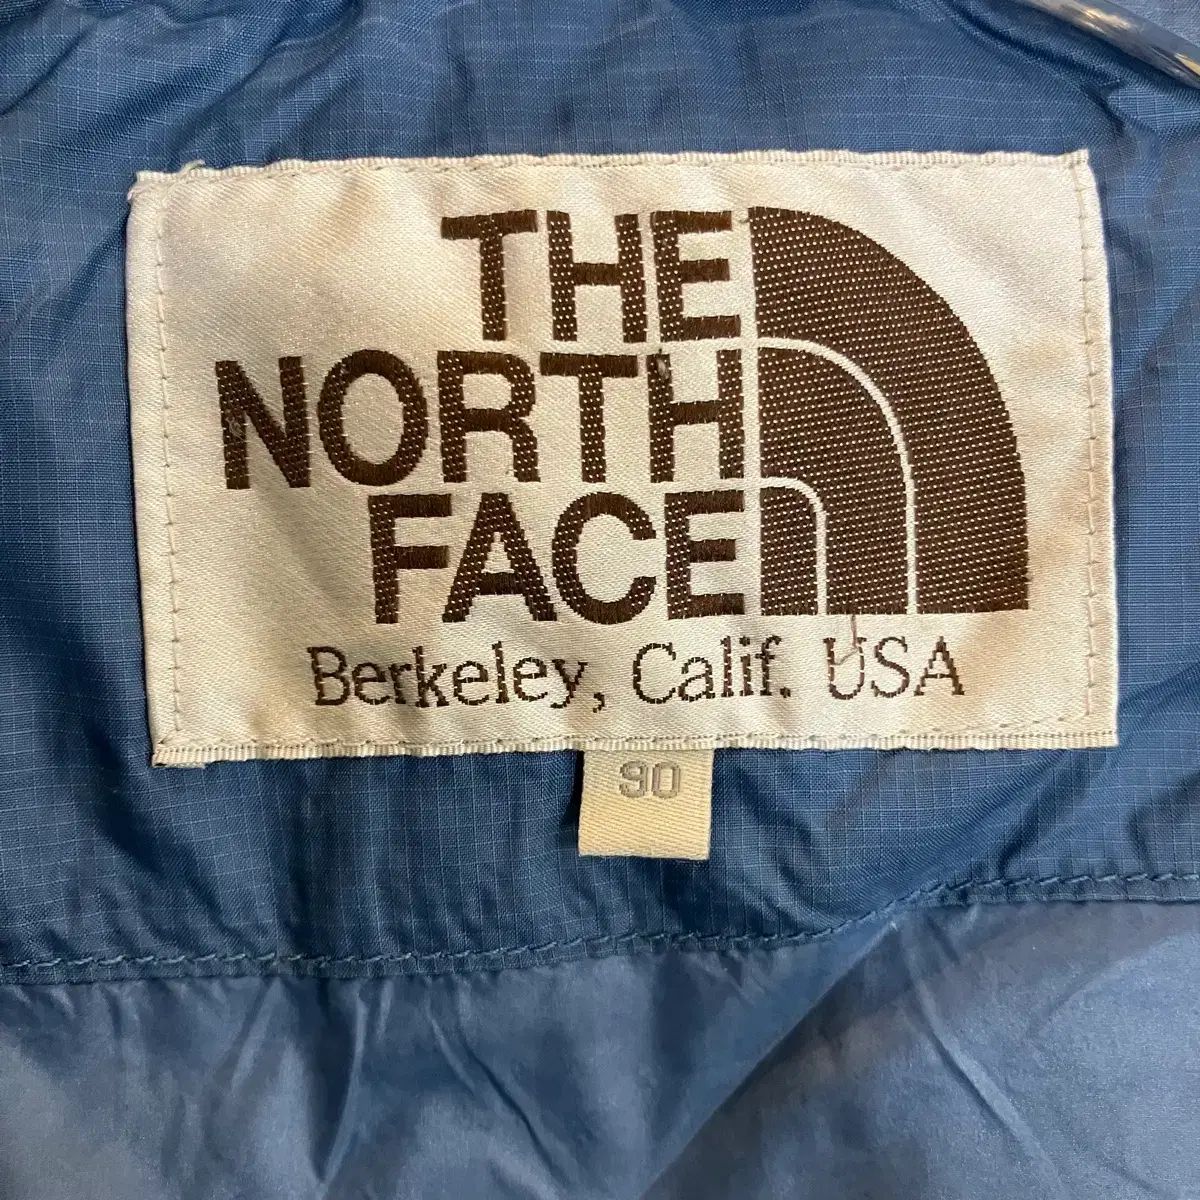 THE
NORTH
FACE
Berkeley, Calif. USA
90